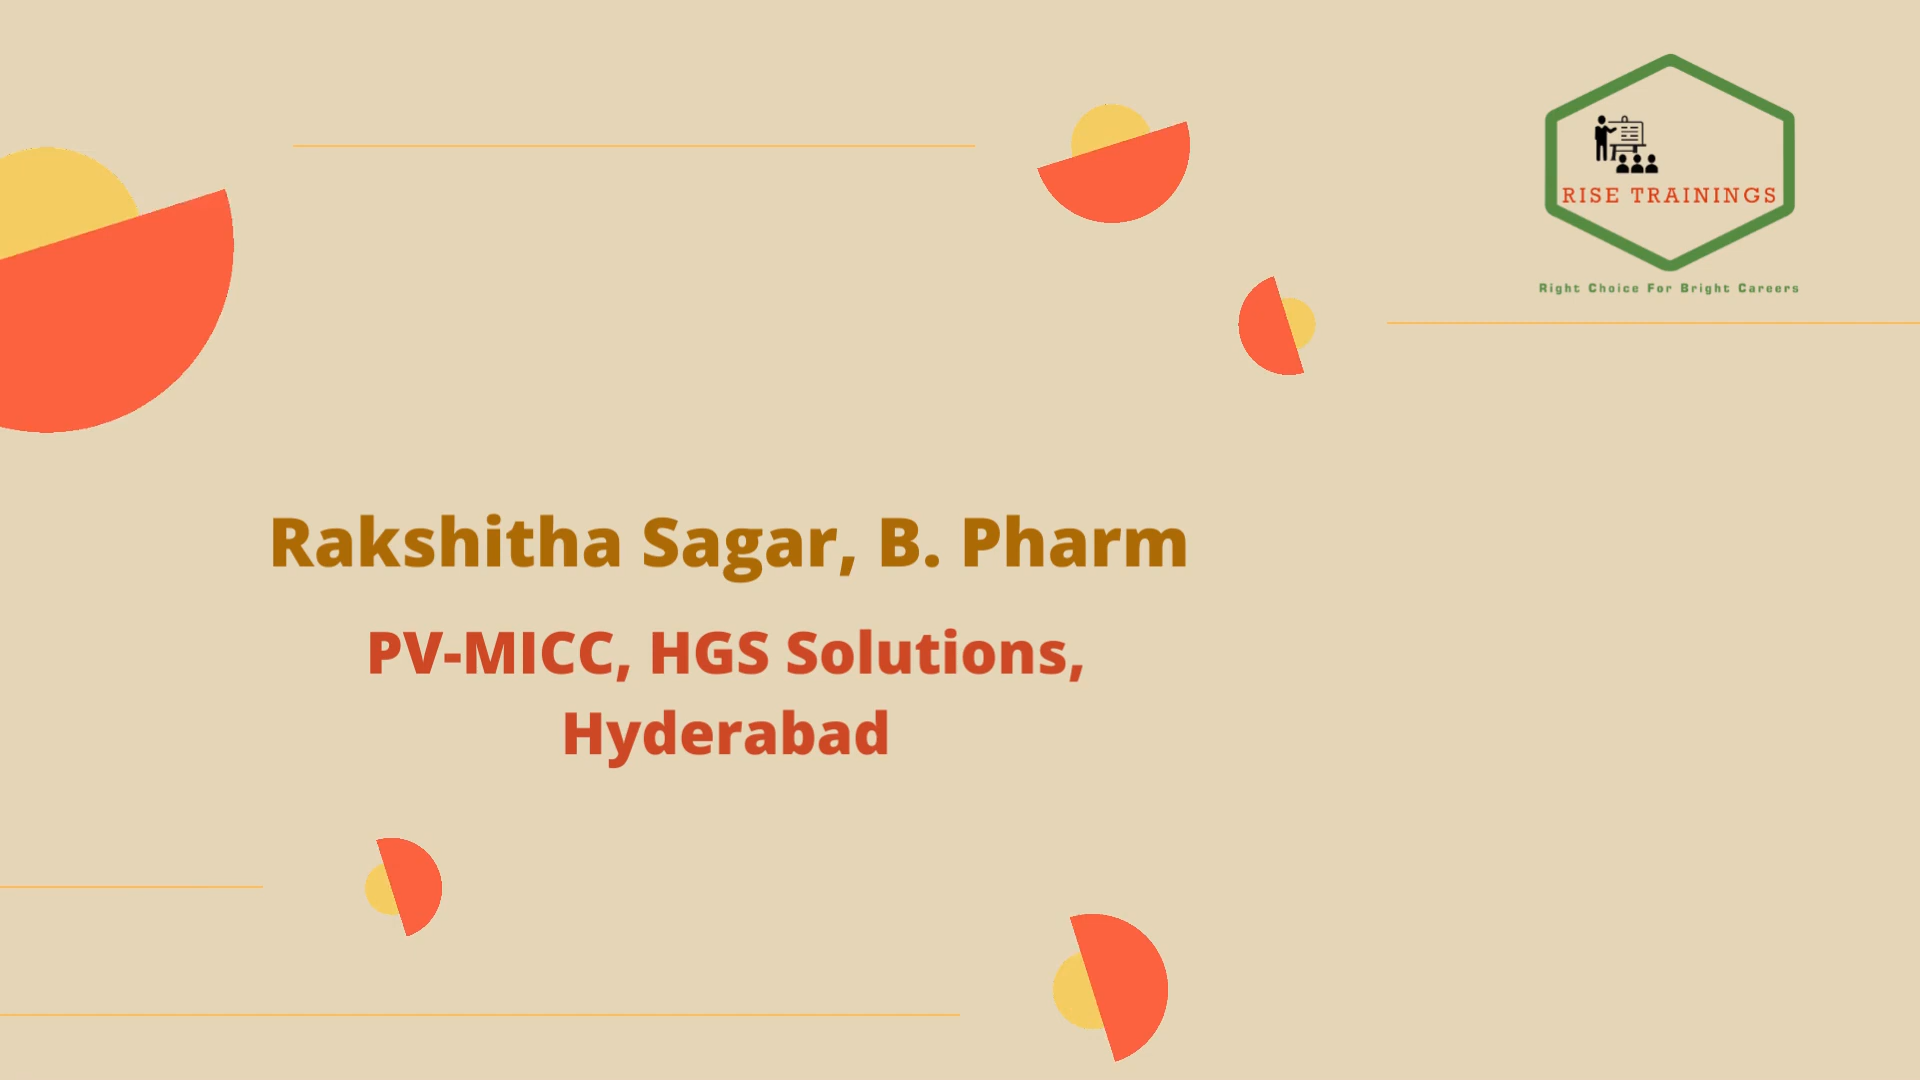 RISE TRAININGS
Right Choice For Bright Careers
Rakshitha Sagar, B. Pharm
PV-MICC, HGS Solutions,
Hyderabad